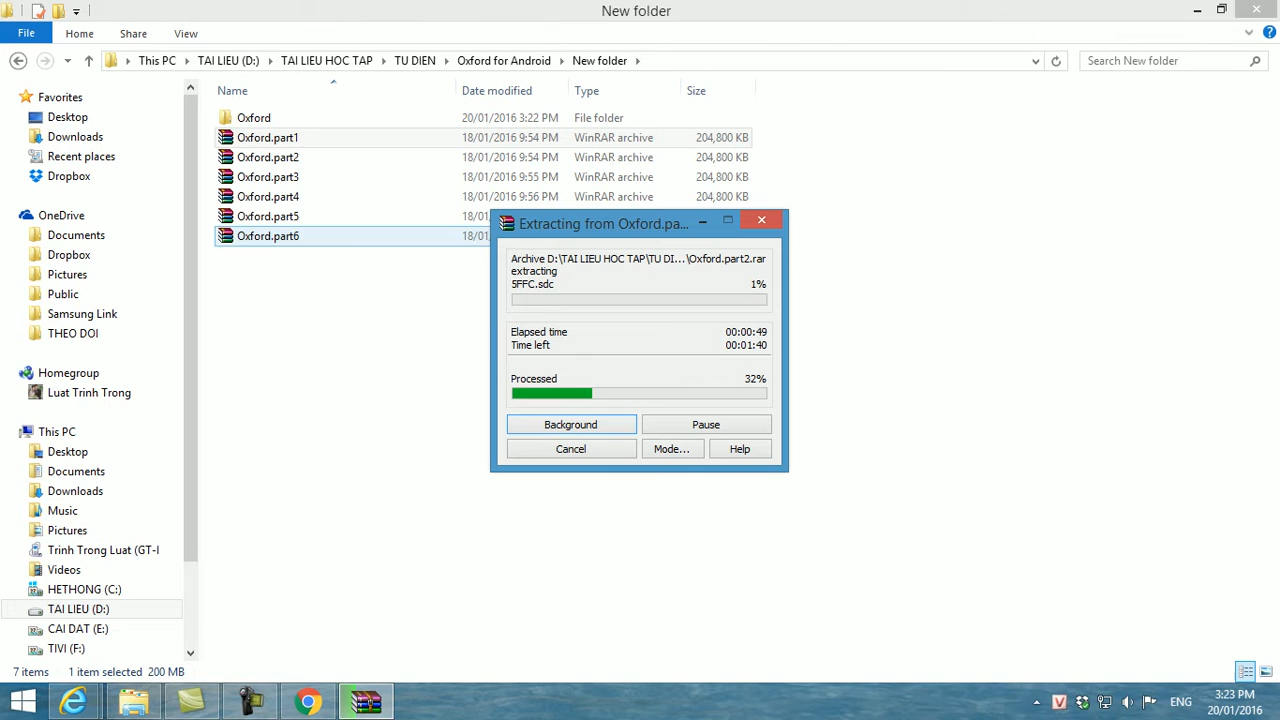 New folder
File
Home
Share
View
This PC
TAI LIEU (D:)
TAI LIEU HOC TAP
TU DIEN
Oxford for Android
New folder
Search New folder
Name
Date modified
Type
Size
Favorites
Desktop
Downloads
Recent places
Dropbox
OneDrive
Documents
Dropbox
Pictures
Public
Samsung Link
THEO DOI
Homegroup
Luat Trinh Trong
This PC
Desktop
Documents
Downloads
Music
Pictures
Trinh Trong Luat (GT-I
Videos
HETHONG (C:)
TAI LIEU (D:)
CAI DAT (E:)
TIVI (F:)
Oxford 20/01/2016 3:22 PM File folder
Oxford.part1 18/01/2016 9:54 PM WinRAR archive 204,800 KB
Oxford.part2 18/01/2016 9:54 PM WinRAR archive 204,800 KB
Oxford.part3 18/01/2016 9:55 PM WinRAR archive 204,800 KB
Oxford.part4 18/01/2016 9:56 PM WinRAR archive 204,800 KB
Oxford.part5 18/01
Oxford.part6 18/01
Extracting from Oxford.pa...
Archive D:\TAI LIEU HOC TAP\TU DI...\Oxford.part2.rar
extracting
5FFC.sdc 1%
Elapsed time 00:00:49
Time left 00:01:40
Processed 32%
Background
Pause
Cancel
Mode...
Help
7 items 1 item selected 200 MB
ENG
3:23 PM
20/01/2016